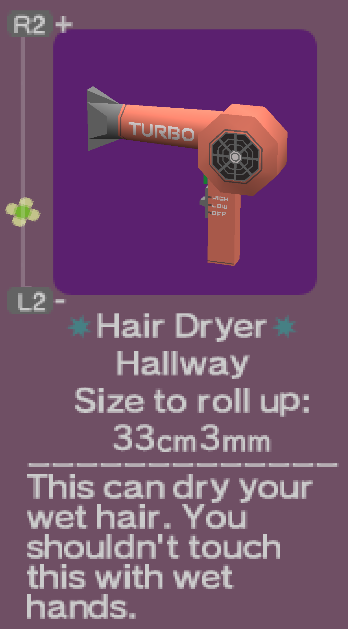 R2 +
TURBO
HIGH
LOW
OFF
L2 -
Hair Dryer
Hallway
Size to roll up:
33cm3mm
This can dry your
wet hair. You
shouldn't touch
this with wet
hands.